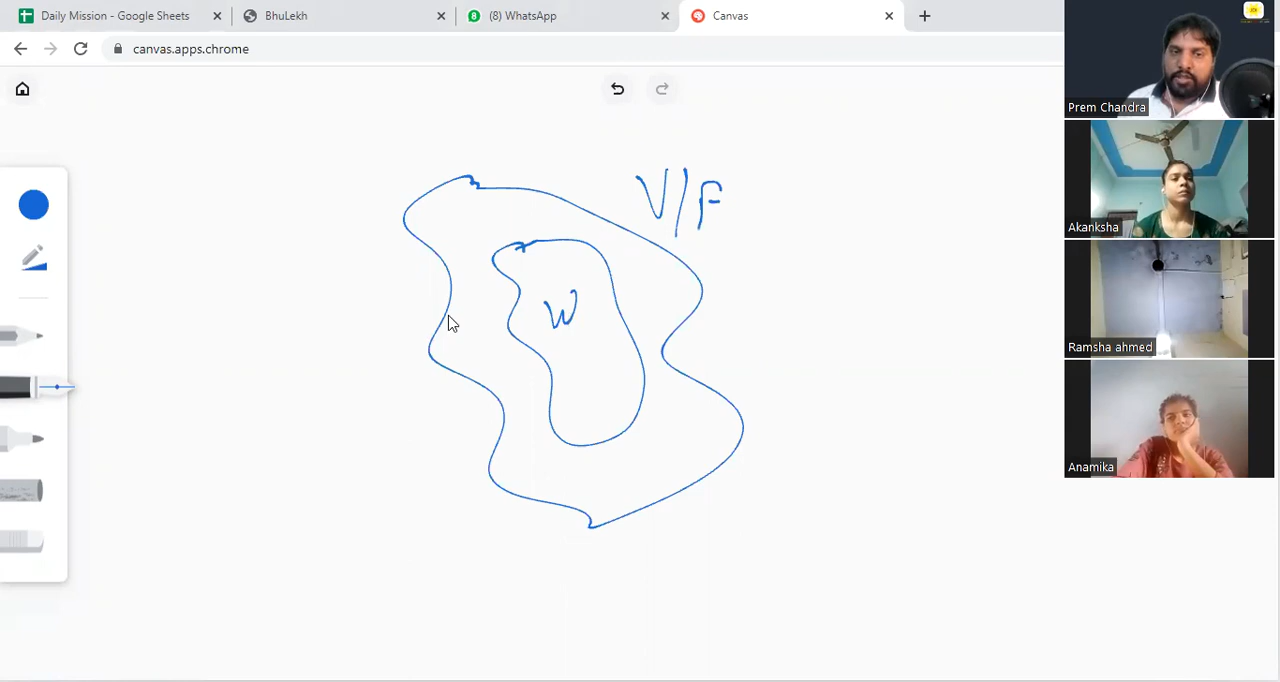 Daily Mission - Google Sheets
BhuLekh
(8) WhatsApp
Canvas
canvas.apps.chrome
V/F
W
Prem Chandra
Akanksha
Ramsha ahmed
Anamika